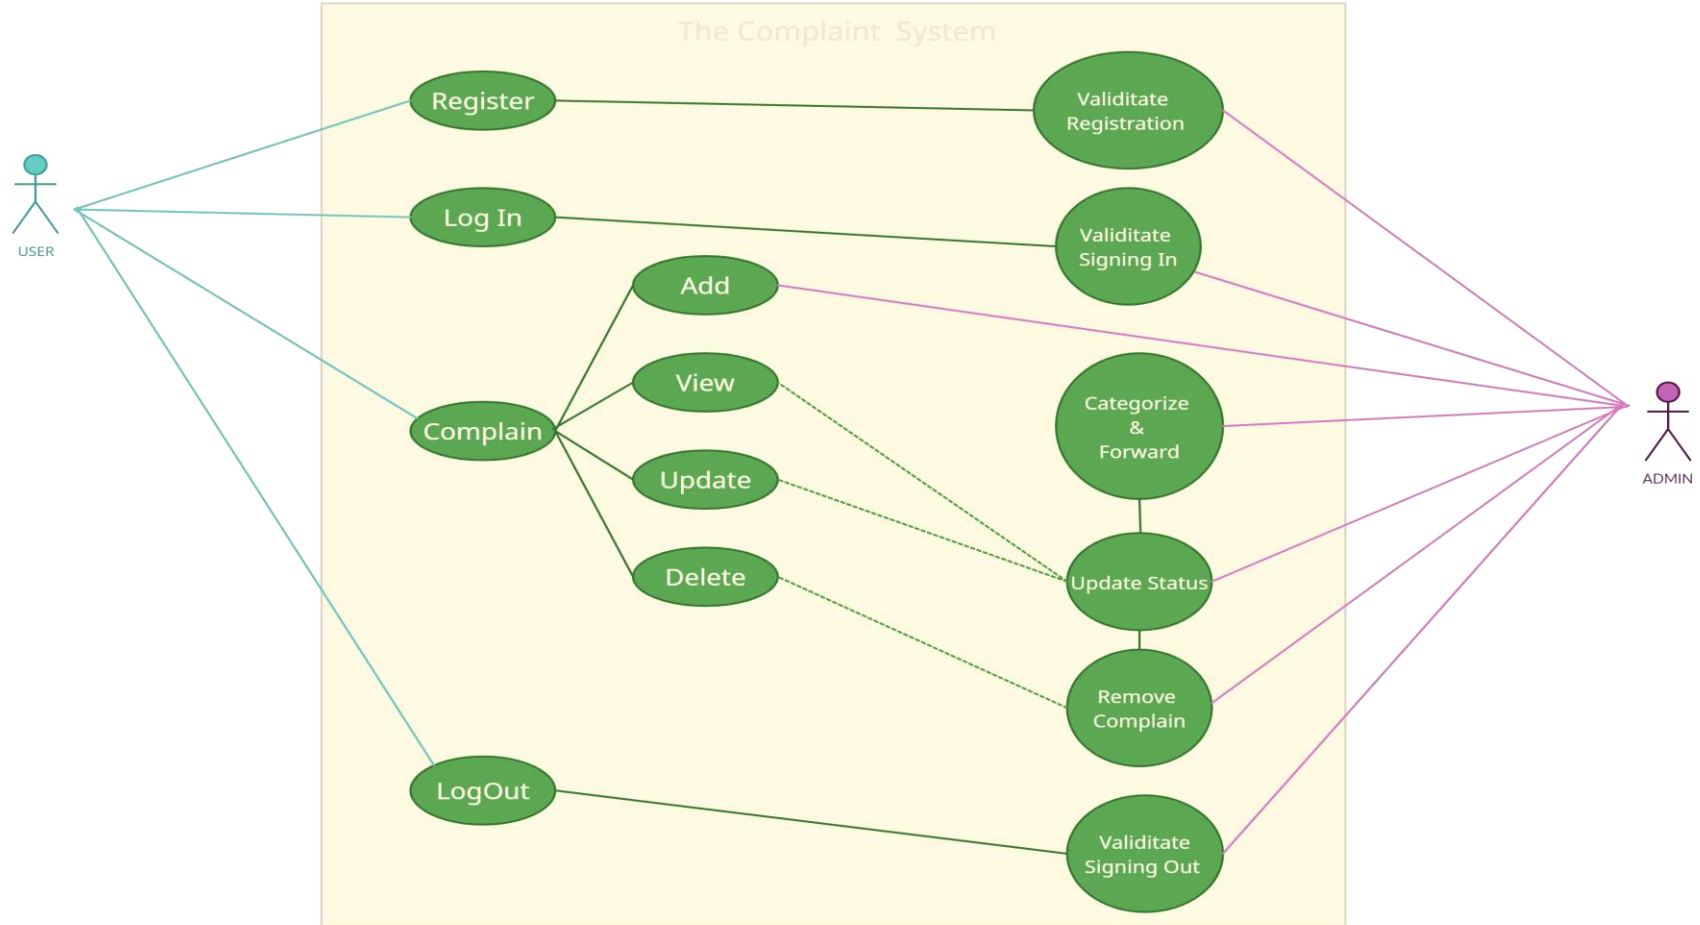 The Complaint  System
Register
Validitate
Registration
USER
Log In
Validitate
Signing In
Add
View
Complain
Update
Delete
Categorize
&
Forward
ADMIN
Update Status
Remove
Complain
LogOut
Validitate
Signing Out